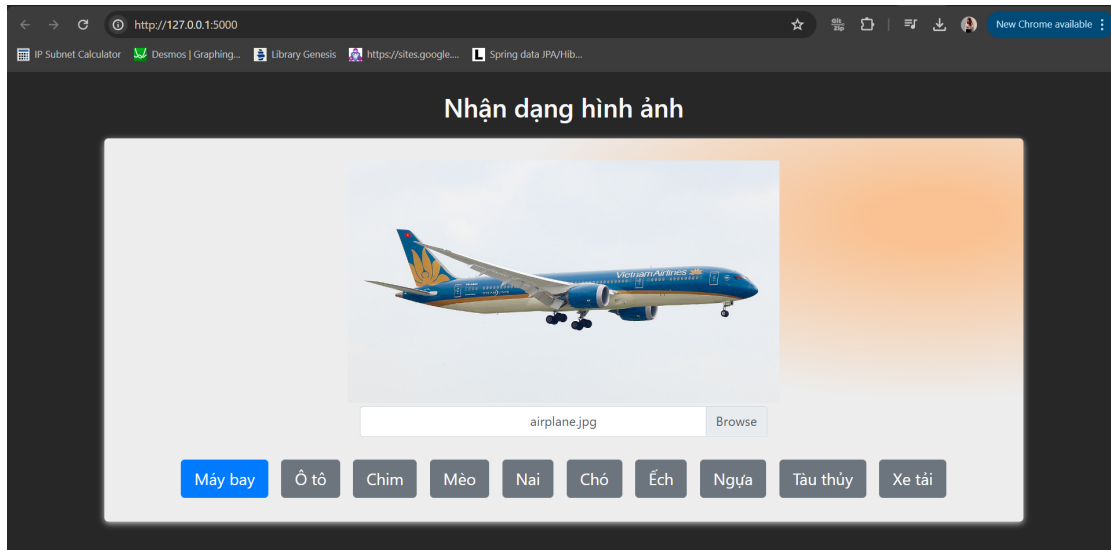 http://127.0.0.1:5000
New Chrome available
IP Subnet Calculator
Desmos | Graphing...
Library Genesis
https://sites.google....
Spring data JPA/Hib...
Nhận dạng hình ảnh
Vietnam Airlines
airplane.jpg
Browse
Máy bay
Ô tô
Chim
Mèo
Nai
Chó
Ếch
Ngựa
Tàu thủy
Xe tải